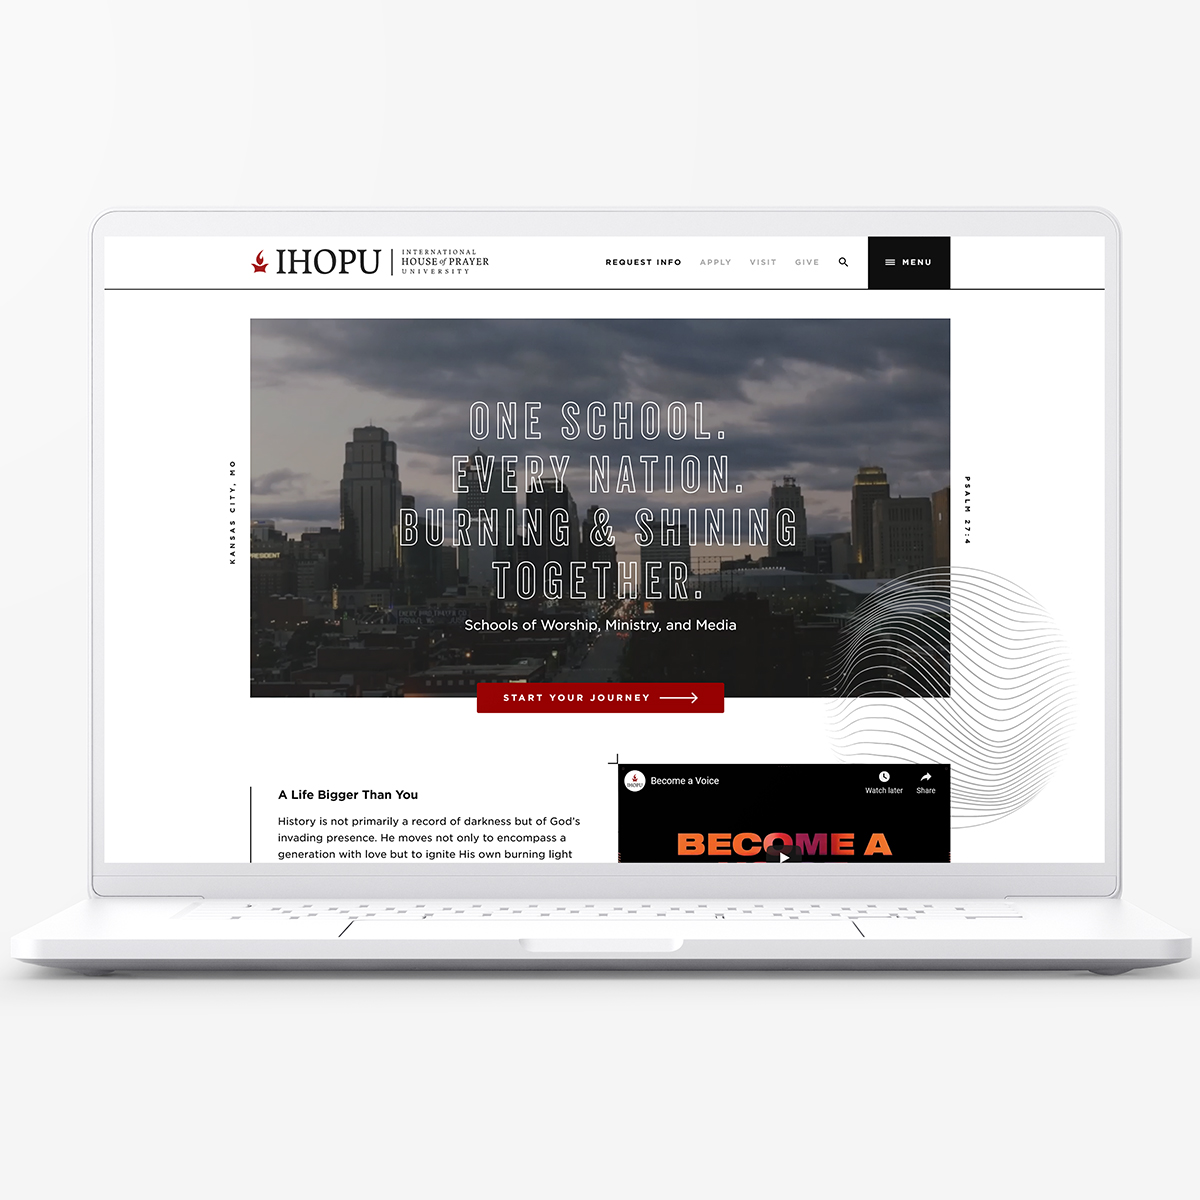 IHOPU
INTERNATIONAL
HOUSE of PRAYER
UNIVERSITY
REQUEST INFO
APPLY
VISIT
GIVE
MENU
KANSAS CITY, MO
ONE SCHOOL.
EVERY NATION.
BURNING & SHINING
TOGETHER.
Schools of Worship, Ministry, and Media
PSALM 27:4
START YOUR JOURNEY
A Life Bigger Than You
History is not primarily a record of darkness but of God's
invading presence. He moves not only to encompass a
generation with love but to ignite His own burning light
IHOPU
Become a Voice
Watch later
Share
BECOME A